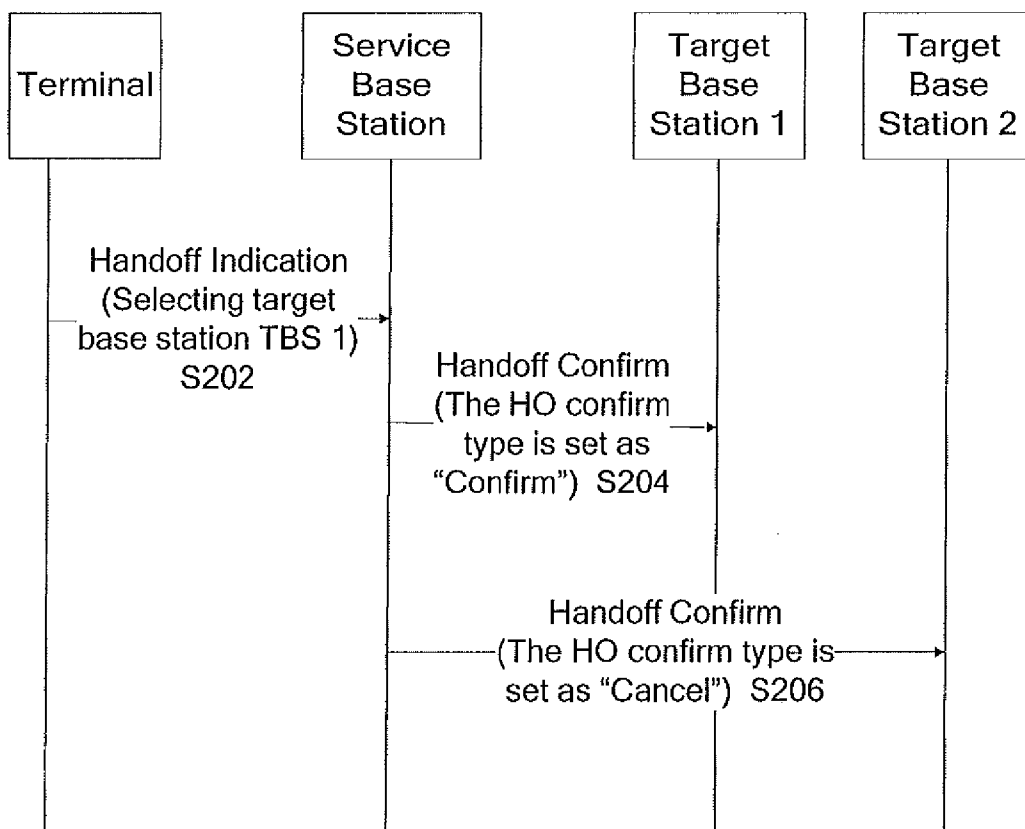 Terminal
Service
Base
Station
Target
Base
Station 1
Target
Base
Station 2
Handoff Indication
(Selecting target
base station TBS 1)
S202
Handoff Confirm
(The HO confirm
type is set as
“Confirm”) S204
Handoff Confirm
(The HO confirm type is
set as “Cancel”) S206